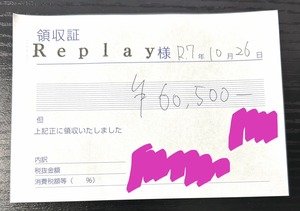 領収証
Replay様 R7年10月26日
¥60,500-
但
上記正に領収いたしました
内訳
税抜金額
消費税額等( %)